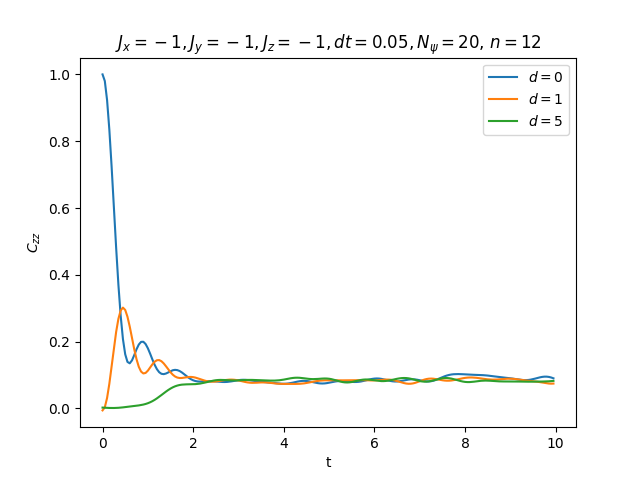 J_x = −1, J_y = −1, J_z = −1, dt = 0.05, N_ψ = 20, n = 12
1.0
0.8
0.6
0.4
0.2
0.0
C_zz
d = 0
d = 1
d = 5
0 2 4 6 8 10
t